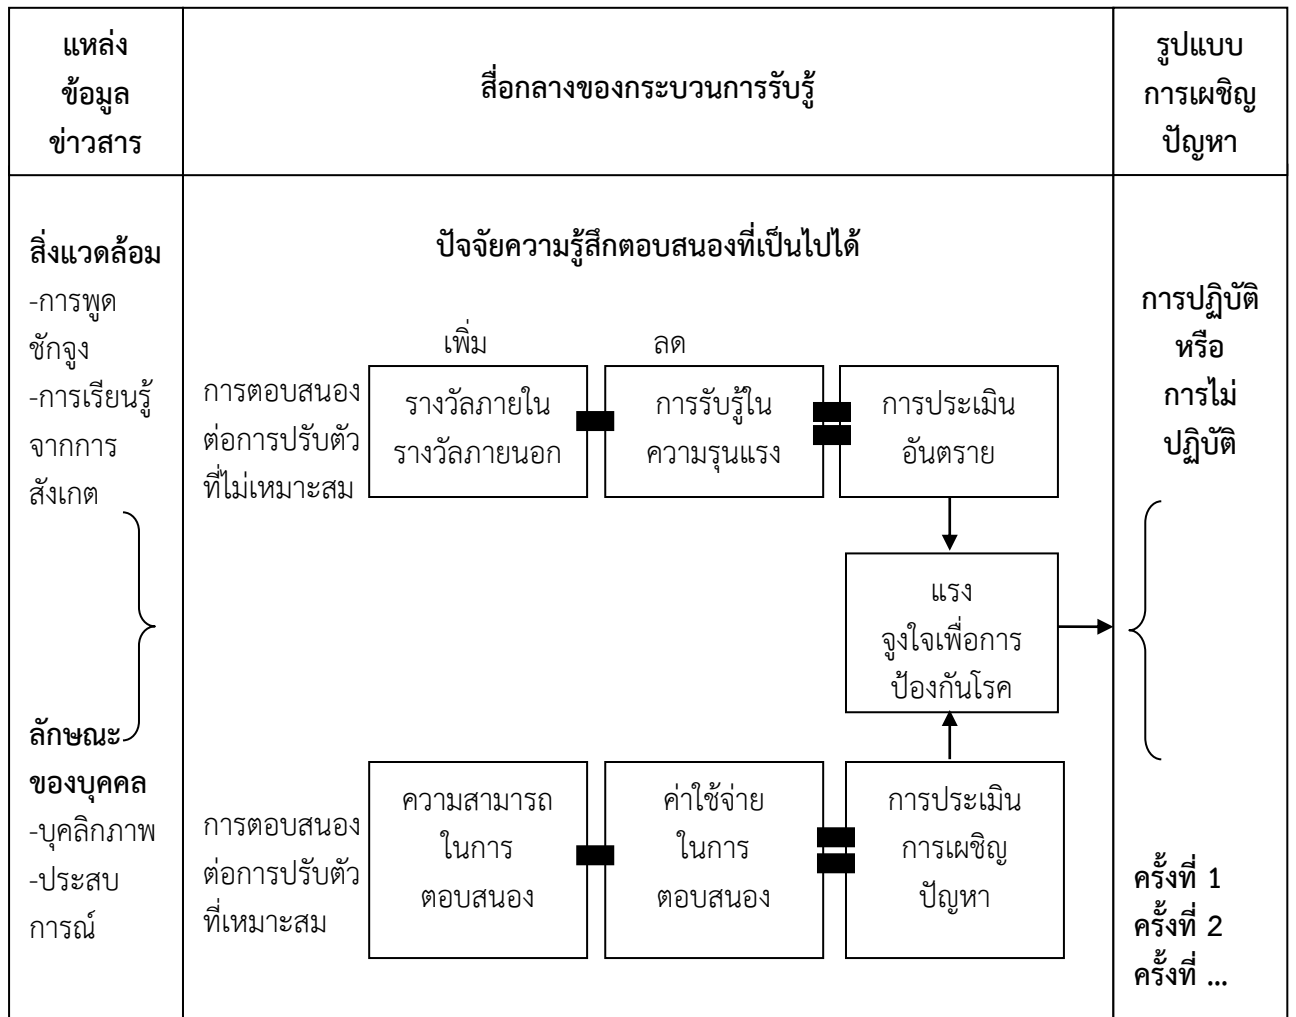 แหล่ง
ข้อมูล
ข่าวสาร
สื่อกลางของกระบวนการรับรู้
รูปแบบ
การเผชิญ
ปัญหา
สิ่งแวดล้อม
-การพูด
ชักจูง
-การเรียนรู้
จากการ
สังเกต
ลักษณะ
ของบุคคล
-บุคลิกภาพ
-ประสบ
การณ์
ปัจจัยความรู้สึกตอบสนองที่เป็นไปได้
เพิ่ม
ลด
การตอบสนอง
ต่อการปรับตัว
ที่ไม่เหมาะสม
รางวัลภายใน
รางวัลภายนอก
การรับรู้ใน
ความรุนแรง
การประเมิน
อันตราย
แรง
จูงใจเพื่อการ
ป้องกันโรค
การตอบสนอง
ต่อการปรับตัว
ที่เหมาะสม
ความสามารถ
ในการ
ตอบสนอง
ค่าใช้จ่าย
ในการ
ตอบสนอง
การประเมิน
การเผชิญ
ปัญหา
การปฏิบัติ
หรือ
การไม่
ปฏิบัติ
ครั้งที่ 1
ครั้งที่ 2
ครั้งที่ ...